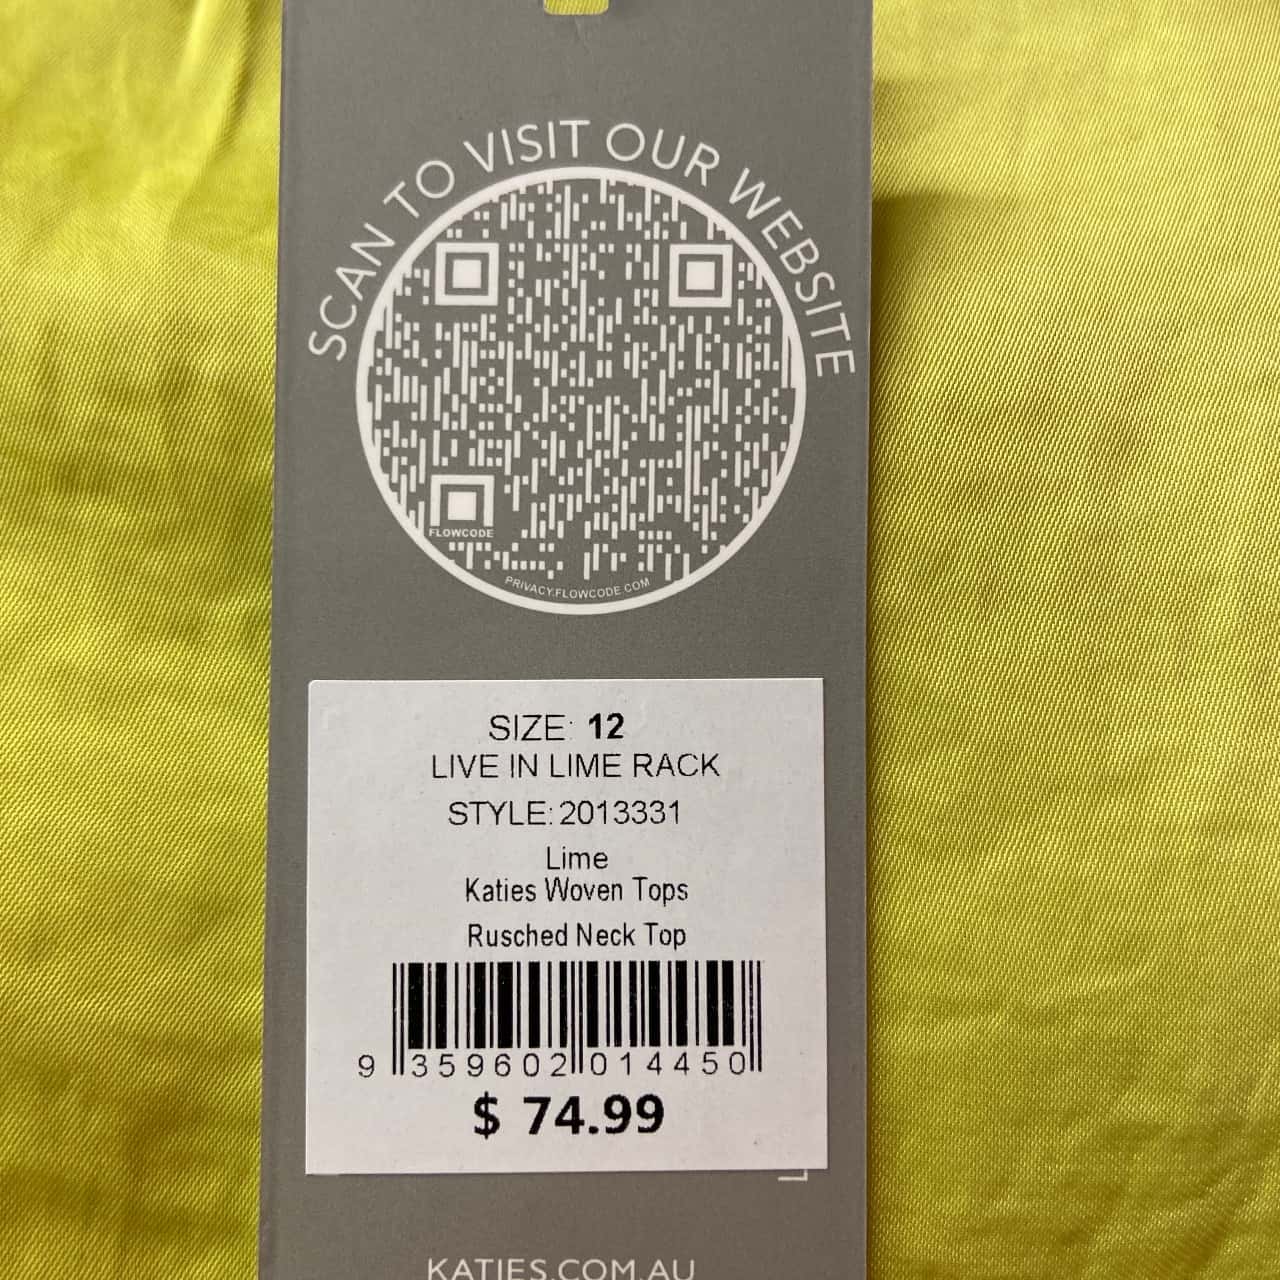 SCAN TO VISIT OUR WEBSITE
FLOWCODE
PRIVACY.FLOWCODE.COM
SIZE: 12
LIVE IN LIME RACK
STYLE:2013331
Lime
Katies Woven Tops
Rusched Neck Top
9 359602 014450
$ 74.99
KATIES.COM.AU